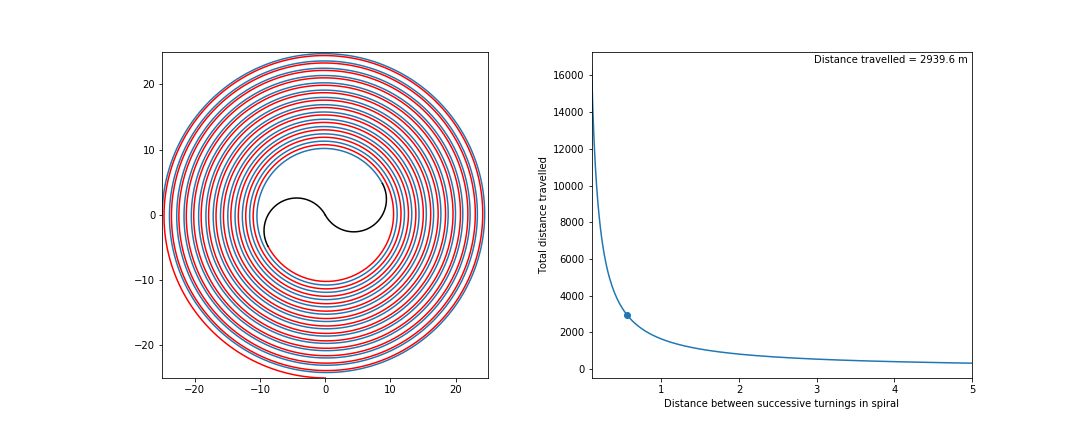 20
10
0
−10
−20
−20 −10 0 10 20
Distance travelled = 2939.6 m
16000
14000
12000
10000
8000
6000
4000
2000
0
Total distance travelled
1 2 3 4 5
Distance between successive turnings in spiral